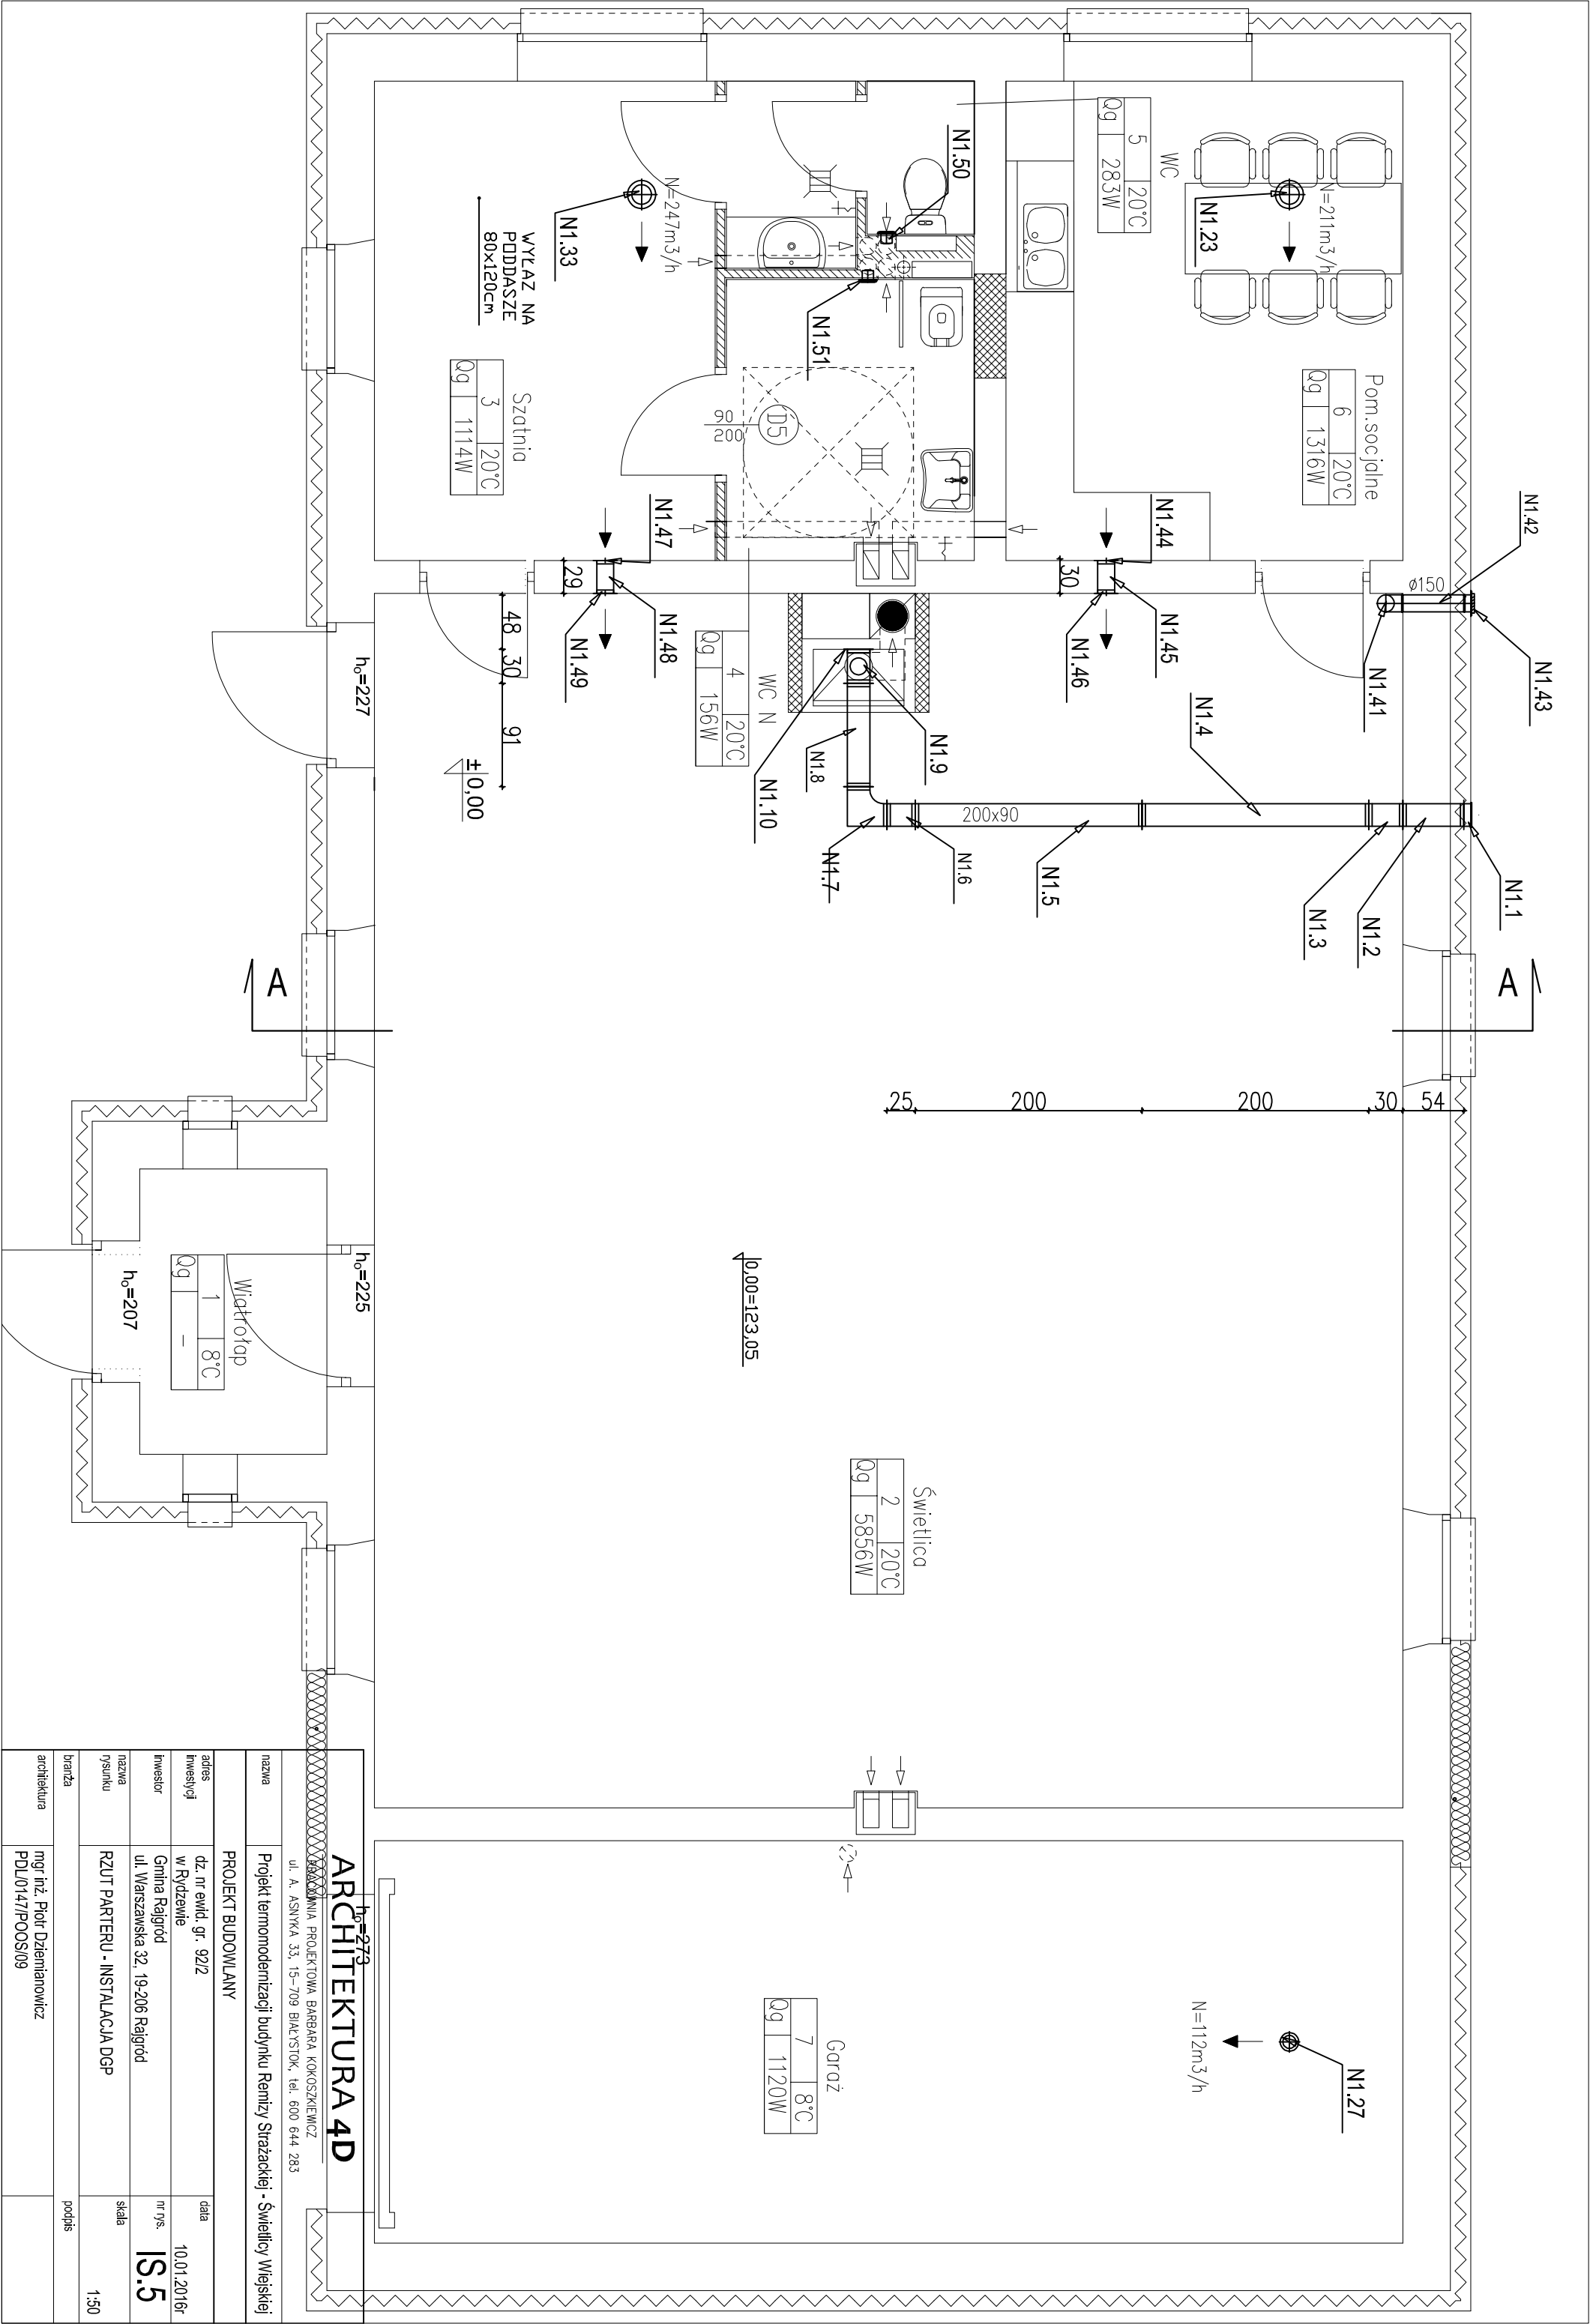 N1.42
N1.43
N1.41
ø150
N1.1
N1.2
N1.3
N1.4
N1.5
200x90
N1.6
N1.7
N1.8
N1.9
N1.10
A
A
54
30
200
200
25
N=211m3/h
N1.23
Pom.socjalne
6 20°C
Qg 1316W
WC
5 20°C
Qg 283W
N1.50
N1.51
N=247m3/h
N1.33
WYŁAZ NA
PODDASZE
80x120cm
Szatnia
3 20°C
Qg 1114W
D5
90
200
N1.44
N1.45
N1.46
30
N1.47
N1.48
N1.49
29
48
30
91
WC N
4 20°C
Qg 156W
±0,00
h₀=227
0,00=123,05
h₀=225
h₀=207
Wiatrołap
1 8°C
Qg –
Świetlica
2 20°C
Qg 5856W
N1.27
N=112m3/h
Garaż
7 8°C
Qg 1120W
h₀=273
ARCHITEKTURA 4D
PRACOWNIA PROJEKTOWA BARBARA KOKOSZKIEWICZ
ul. A. ASNYKA 33, 15-709 BIAŁYSTOK, tel. 600 644 283
nazwa
Projekt termomodernizacji budynku Remizy Strażackiej - Świetlicy Wiejskiej
PROJEKT BUDOWLANY
adres
inwestycji
dz. nr ewid. gr. 92/2
w Rydzewie
data
10.01.2016r
inwestor
Gmina Rajgród
ul. Warszawska 32, 19-206 Rajgród
nr rys.
IS.5
nazwa
rysunku
RZUT PARTERU - INSTALACJA DGP
skala
1:50
branża
podpis
architektura
mgr inż. Piotr Dziemianowicz
PDL/0147/POOS/09